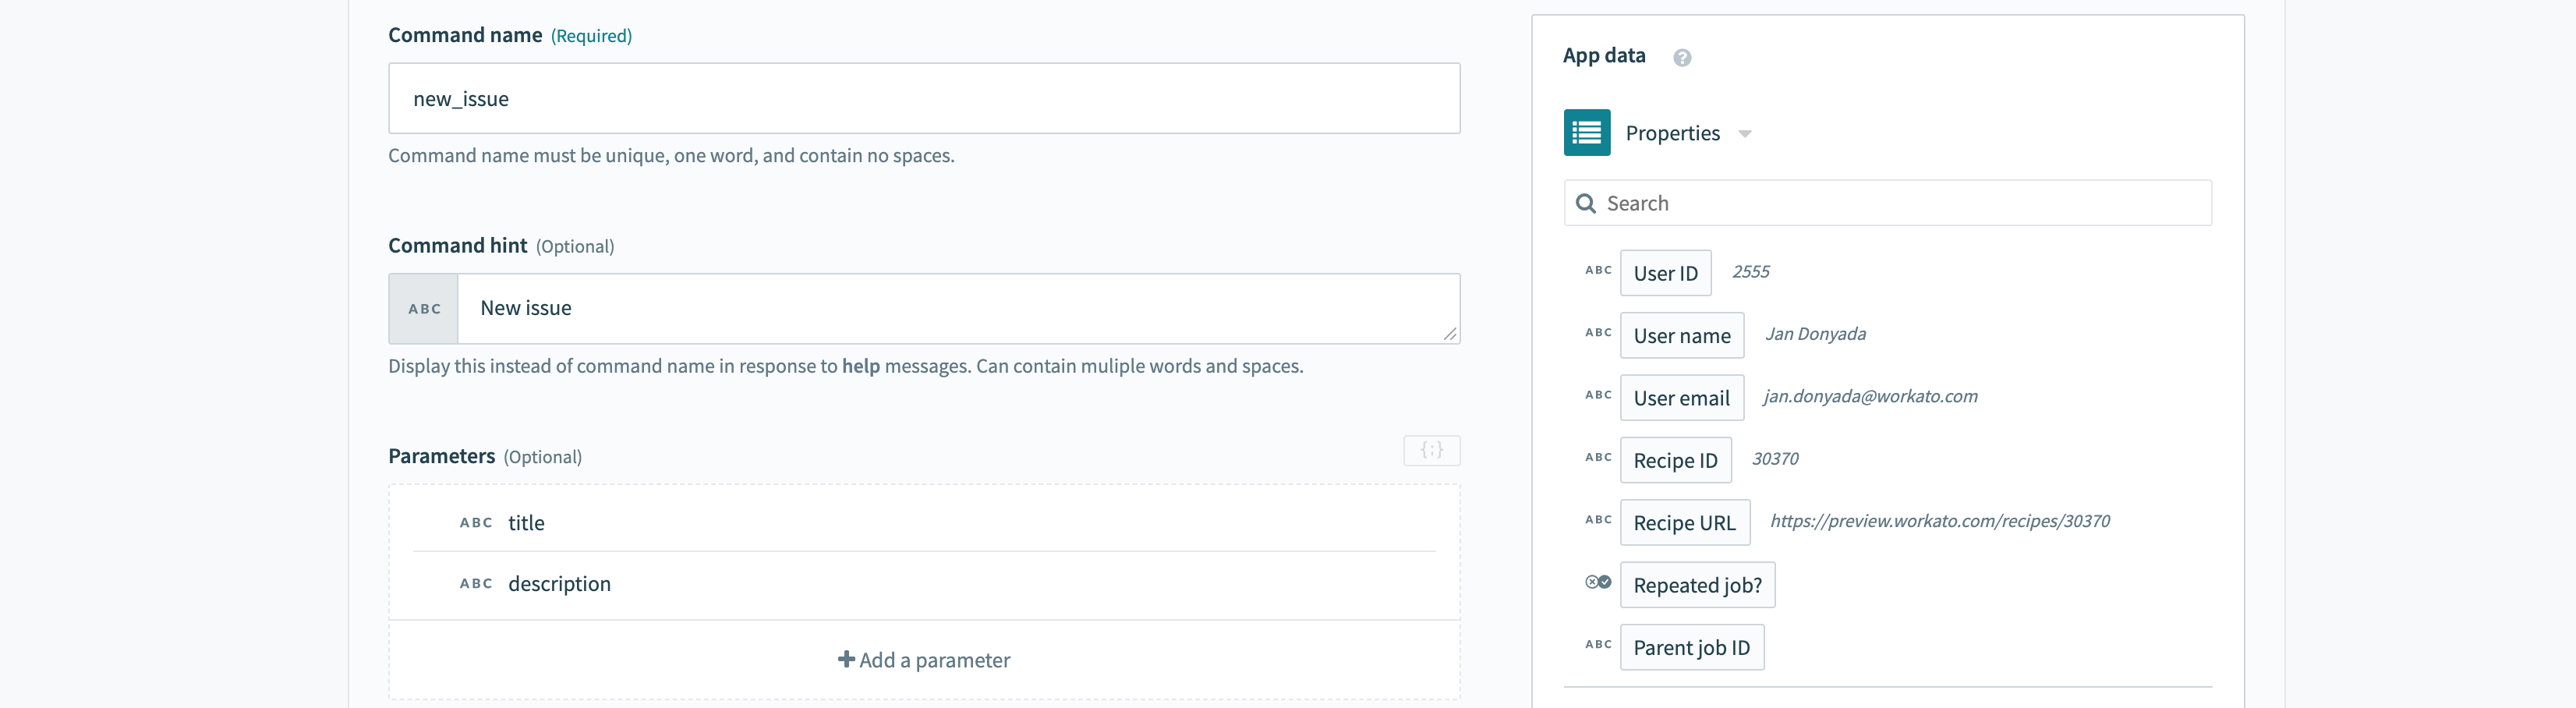 Command name (Required)
new_issue
Command name must be unique, one word, and contain no spaces.
Command hint (Optional)
ABC New issue
Display this instead of command name in response to help messages. Can contain muliple words and spaces.
Parameters (Optional) {;}
ABC title
ABC description
Add a parameter
App data ?
Properties
Search
ABC User ID 2555
ABC User name Jan Donyada
ABC User email jan.donyada@workato.com
ABC Recipe ID 30370
ABC Recipe URL https://preview.workato.com/recipes/30370
Repeated job?
ABC Parent job ID